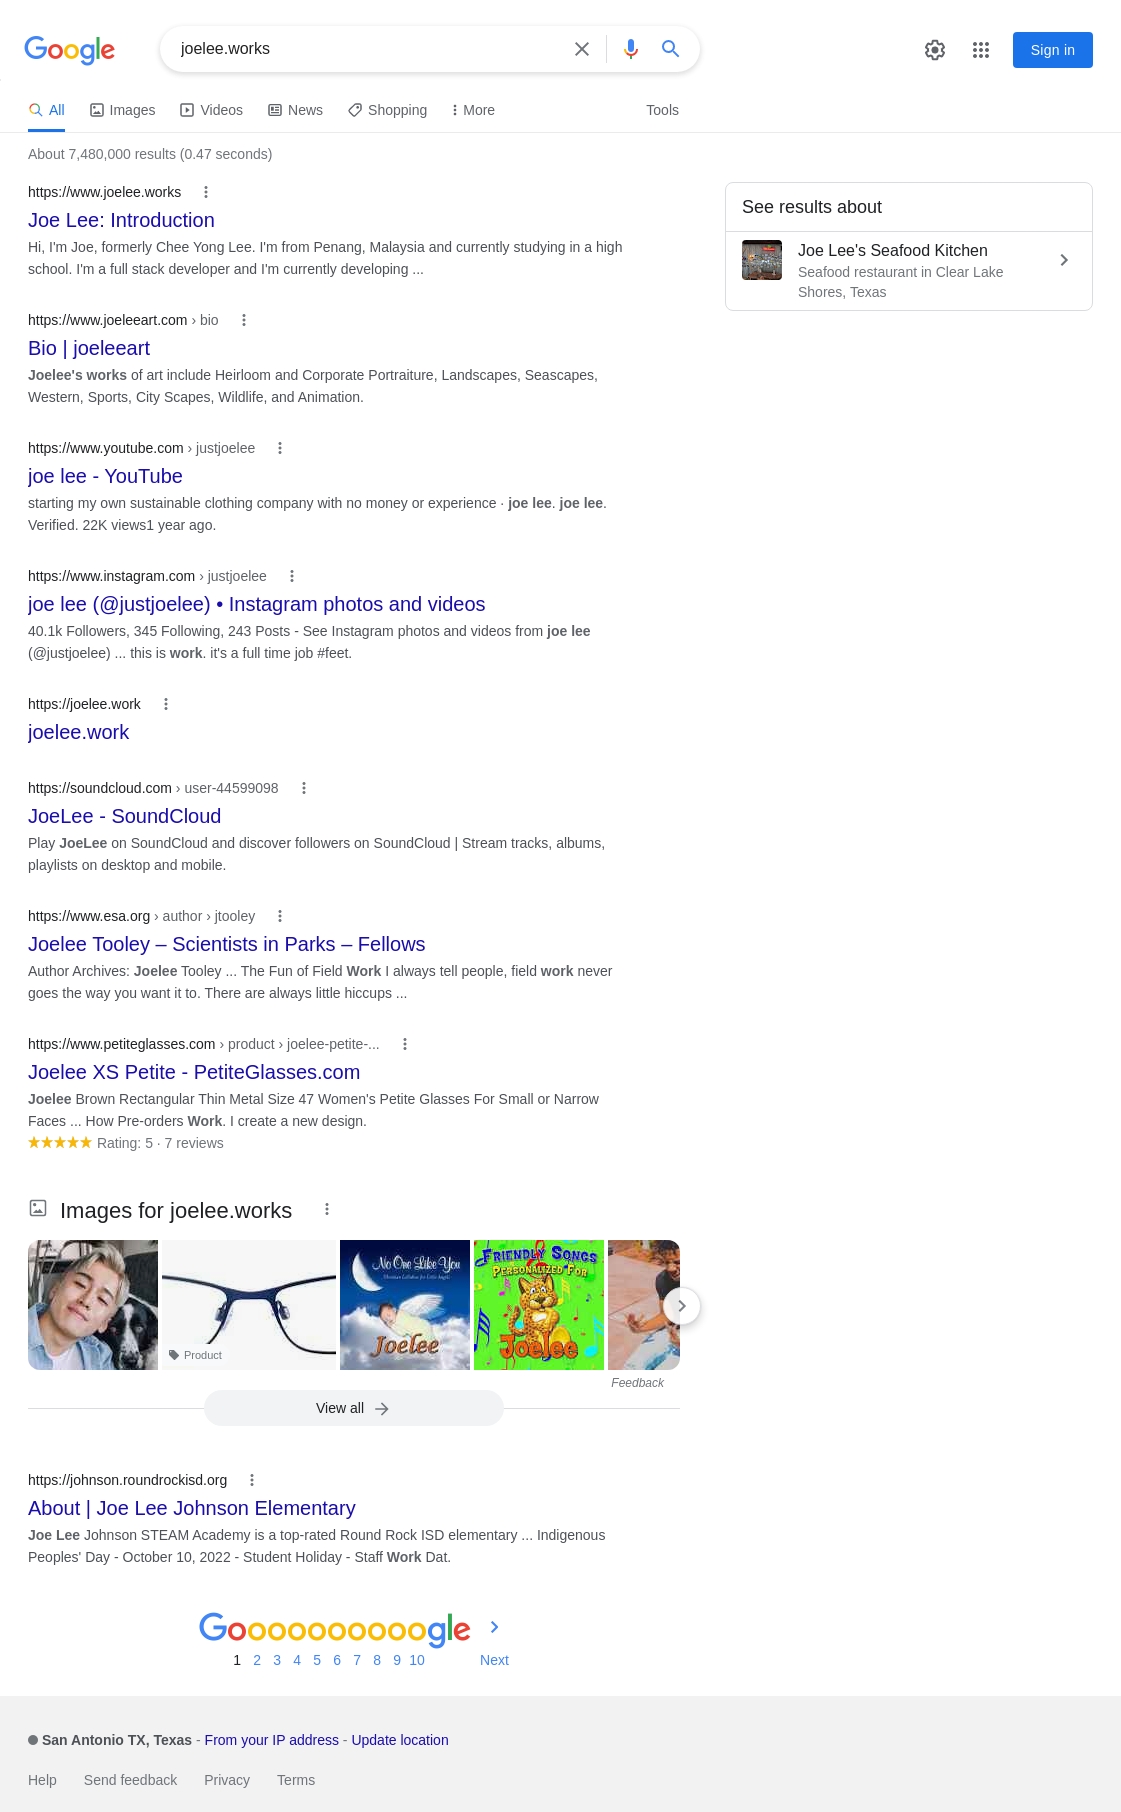 Google
joelee.works
Sign in
All Images Videos News Shopping More Tools
About 7,480,000 results (0.47 seconds)
https://www.joelee.works
Joe Lee: Introduction
Hi, I'm Joe, formerly Chee Yong Lee. I'm from Penang, Malaysia and currently studying in a high
school. I'm a full stack developer and I'm currently developing ...
See results about
Joe Lee's Seafood Kitchen
Seafood restaurant in Clear Lake
Shores, Texas
https://www.joeleeart.com › bio
Bio | joeleeart
Joelee's works of art include Heirloom and Corporate Portraiture, Landscapes, Seascapes,
Western, Sports, City Scapes, Wildlife, and Animation.
https://www.youtube.com › justjoelee
joe lee - YouTube
starting my own sustainable clothing company with no money or experience · joe lee. joe lee.
Verified. 22K views1 year ago.
https://www.instagram.com › justjoelee
joe lee (@justjoelee) • Instagram photos and videos
40.1k Followers, 345 Following, 243 Posts - See Instagram photos and videos from joe lee
(@justjoelee) ... this is work. it's a full time job #feet.
https://joelee.work
joelee.work
https://soundcloud.com › user-44599098
JoeLee - SoundCloud
Play JoeLee on SoundCloud and discover followers on SoundCloud | Stream tracks, albums,
playlists on desktop and mobile.
https://www.esa.org › author › jtooley
Joelee Tooley – Scientists in Parks – Fellows
Author Archives: Joelee Tooley ... The Fun of Field Work I always tell people, field work never
goes the way you want it to. There are always little hiccups ...
https://www.petiteglasses.com › product › joelee-petite-...
Joelee XS Petite - PetiteGlasses.com
Joelee Brown Rectangular Thin Metal Size 47 Women's Petite Glasses For Small or Narrow
Faces ... How Pre-orders Work. I create a new design.
Rating: 5 · 7 reviews
Images for joelee.works
Product
No One Like You
Christian Lullabies for Little Angels
Joelee
FRIENDLY SONGS
PERSONALIZED FOR
Joelee
Feedback
View all
https://johnson.roundrockisd.org
About | Joe Lee Johnson Elementary
Joe Lee Johnson STEAM Academy is a top-rated Round Rock ISD elementary ... Indigenous
Peoples' Day - October 10, 2022 - Student Holiday - Staff Work Dat.
Goooooooooogle
1 2 3 4 5 6 7 8 9 10 Next
San Antonio TX, Texas - From your IP address - Update location
Help Send feedback Privacy Terms